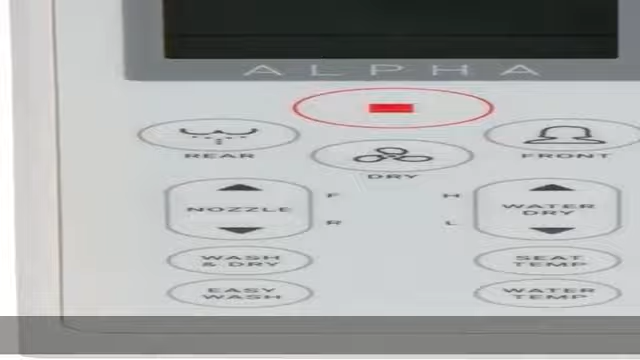 ALPHA
REAR
DRY
FRONT
NOZZLE
F
R
H
L
WATER
DRY
WASH
& DRY
SEAT
TEMP
EASY
WASH
WATER
TEMP